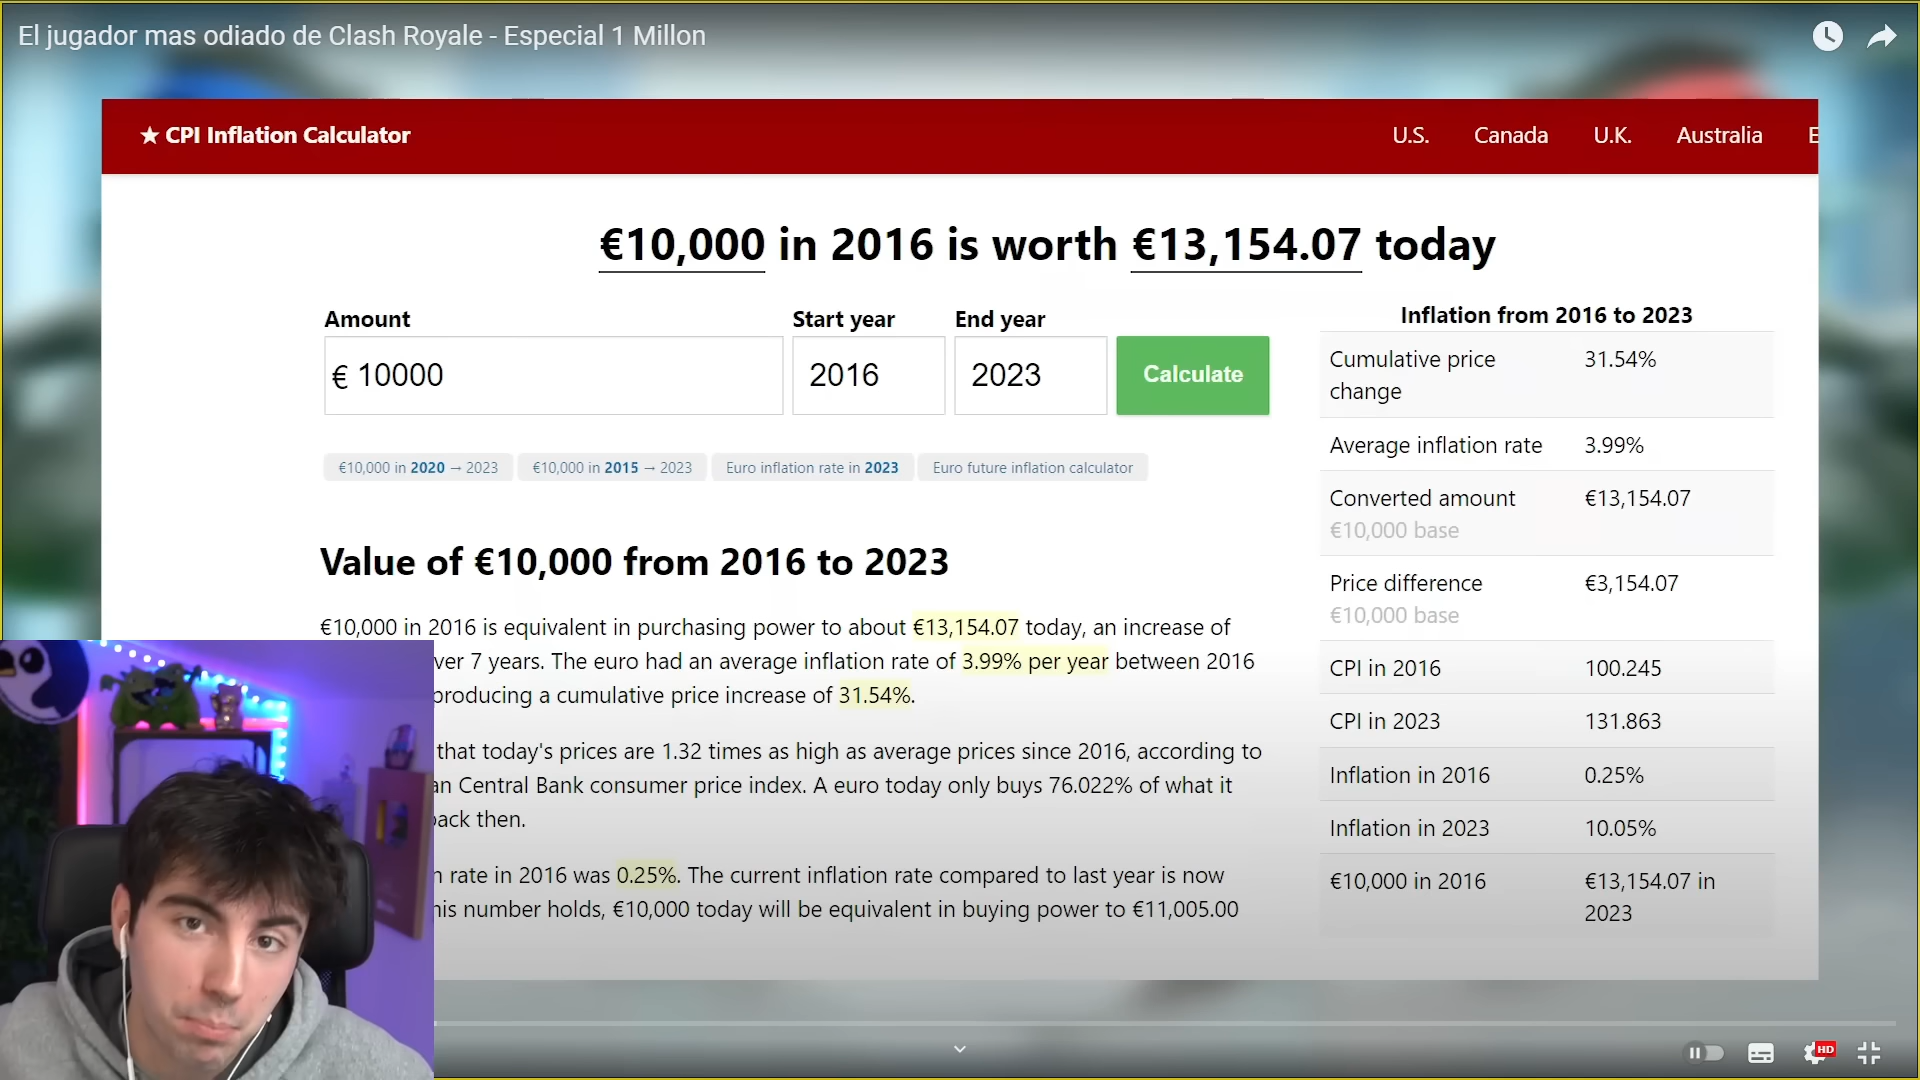 El jugador mas odiado de Clash Royale - Especial 1 Millon
★ CPI Inflation Calculator
U.S. Canada U.K. Australia
€10,000 in 2016 is worth €13,154.07 today
Amount
Start year
End year
€ 10000
2016
2023
Calculate
€10,000 in 2020 → 2023
€10,000 in 2015 → 2023
Euro inflation rate in 2023
Euro future inflation calculator
Value of €10,000 from 2016 to 2023
€10,000 in 2016 is equivalent in purchasing power to about €13,154.07 today, an increase of
7 years. The euro had an average inflation rate of 3.99% per year between 2016
producing a cumulative price increase of 31.54%.
that today's prices are 1.32 times as high as average prices since 2016, according to
Central Bank consumer price index. A euro today only buys 76.022% of what it
then.
rate in 2016 was 0.25%. The current inflation rate compared to last year is now
number holds, €10,000 today will be equivalent in buying power to €11,005.00
Inflation from 2016 to 2023
Cumulative price change 31.54%
Average inflation rate 3.99%
Converted amount €13,154.07
€10,000 base
Price difference €3,154.07
€10,000 base
CPI in 2016 100.245
CPI in 2023 131.863
Inflation in 2016 0.25%
Inflation in 2023 10.05%
€10,000 in 2016 €13,154.07 in 2023
HD